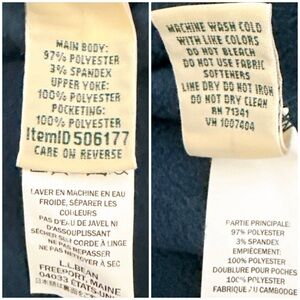 MAIN BODY:
97% POLYESTER
3% SPANDEX
UPPER YOKE:
100% POLYESTER
POCKETING:
100% POLYESTER
ItemID 506177
CARE ON REVERSE
LAVER EN MACHINE EN EAU
FROIDE, SÉPARER LES
COULEURS
PAS D'EAU DE JAVEL NI
D'ASSOUPLISSANT
SÉCHER SUR CORDE À LINGE
NE PAS REPASSER
NE PAS NETTOYER À SEC
L.L.BEAN
FREEPORT, MAINE
04033 ÉTATS-UNIS
MACHINE WASH COLD
WITH LIKE COLORS
DO NOT BLEACH
DO NOT USE FABRIC
SOFTENERS
LINE DRY DO NOT IRON
DO NOT DRY CLEAN
RN 71341
VN 1007404
PARTIE PRINCIPALE:
97% POLYESTER
3% SPANDEX
EMPIÈCEMENT:
100% POLYESTER
DOUBLURE POUR POCHES
100% POLYESTER
FABRIQUÉ AU CAMBODGE